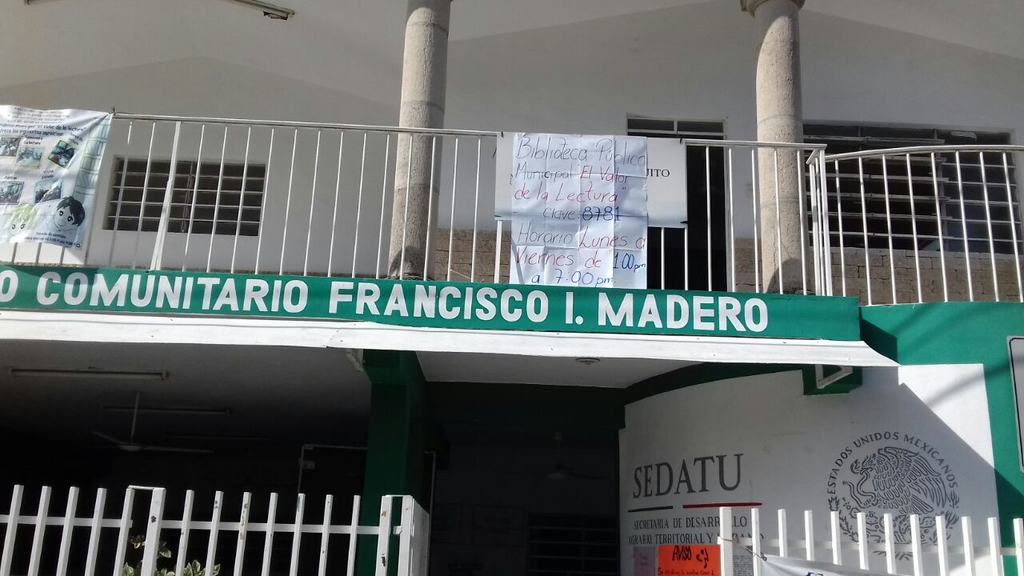 Biblioteca Pública
Municipal "El Valor
de la Lectura"
clave: 8781
Horario Lunes a
Viernes de 1:00 pm
a 7:00 pm
UITO
O COMUNITARIO FRANCISCO I. MADERO
SEDATU
SECRETARÍA DE DESARROLLO
AGRARIO, TERRITORIAL Y
ESTADOS UNIDOS MEXICANOS
AVISO